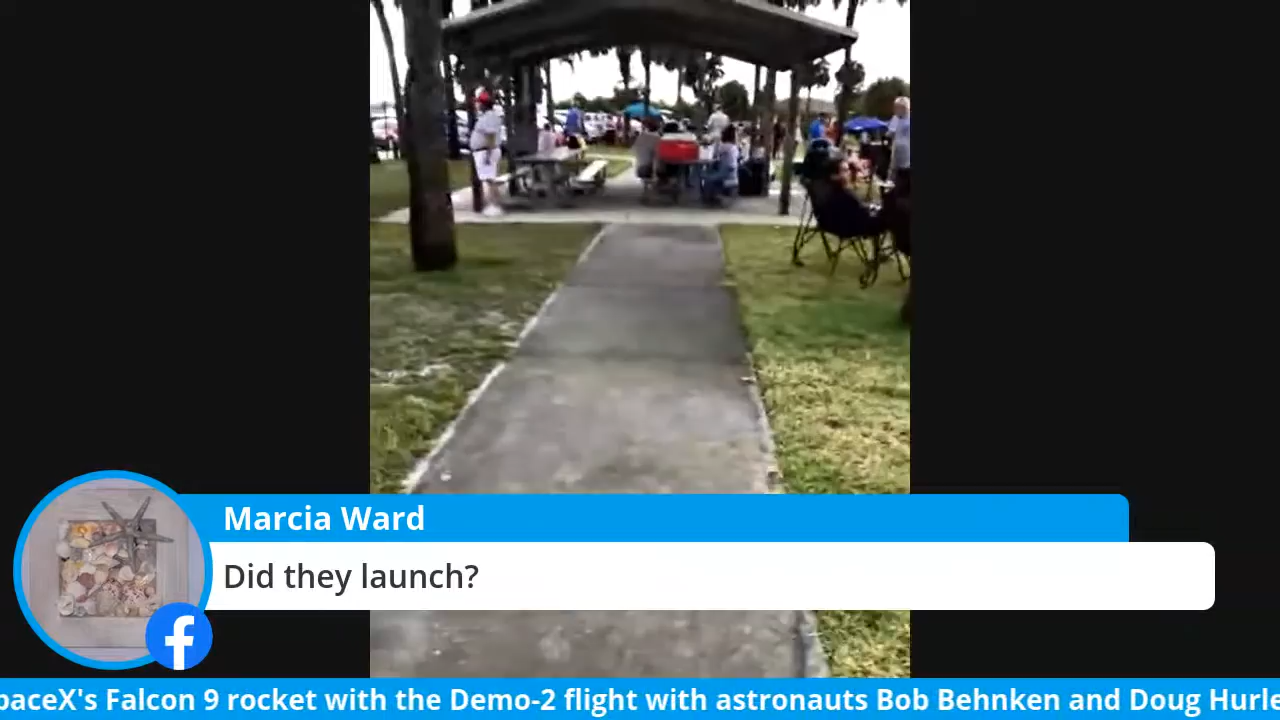 Marcia Ward
Did they launch?
paceX's Falcon 9 rocket with the Demo-2 flight with astronauts Bob Behnken and Doug Hurle